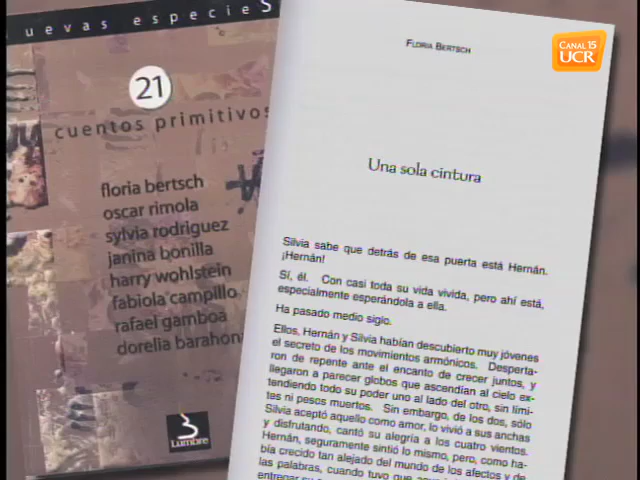 uevas especies
21
cuentos primitivos
floria bertsch
oscar rimola
sylvia rodriguez
janina bonilla
harry wohlstein
fabiola campillo
rafael gamboa
dorelia barahon
Lumbre
FLORIA BERTSCH
Una sola cintura
Silvia sabe que detrás de esa puerta está Hernán.
¡Hernán!
Sí, él. Con casi toda su vida vivida, pero ahí está,
especialmente esperándola a ella.
Ha pasado medio siglo.
Ellos, Hernán y Silvia habían descubierto muy jóvenes
el secreto de los movimientos armónicos. Desperta-
ron de repente ante el encanto de crecer juntos, y
llegaron a parecer globos que ascendían al cielo ex-
tendiendo todo su poder uno al lado del otro, sin lími-
tes ni pesos muertos. Sin embargo, de los dos, sólo
Silvia aceptó aquello como amor, lo vivió a sus anchas
y disfrutando, cantó su alegría a los cuatro vientos.
Hernán, seguramente sintió lo mismo, pero, como ha-
bía crecido tan alejado del mundo de los afectos y de
las palabras, cuando tuvo que
CANAL 15
UCR